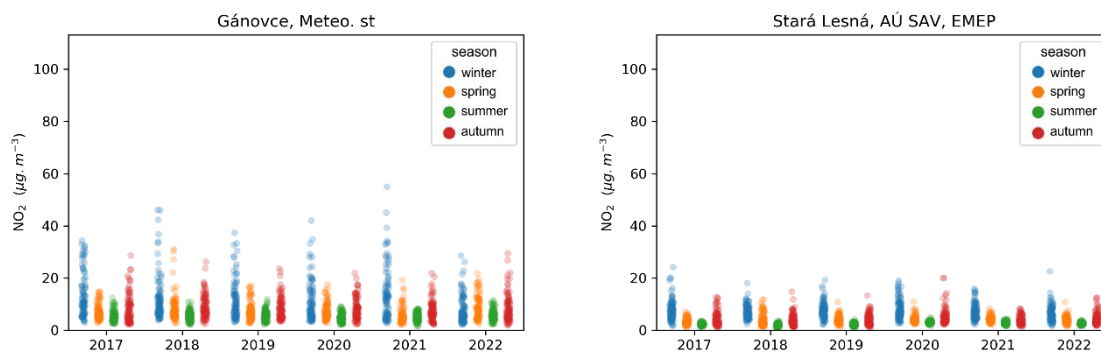 Gánovce, Meteo. st
NO₂ (μg.m⁻³)
100
80
60
40
20
0
season
winter
spring
summer
autumn
2017 2018 2019 2020 2021 2022
Stará Lesná, AÚ SAV, EMEP
NO₂ (μg.m⁻³)
100
80
60
40
20
0
season
winter
spring
summer
autumn
2017 2018 2019 2020 2021 2022